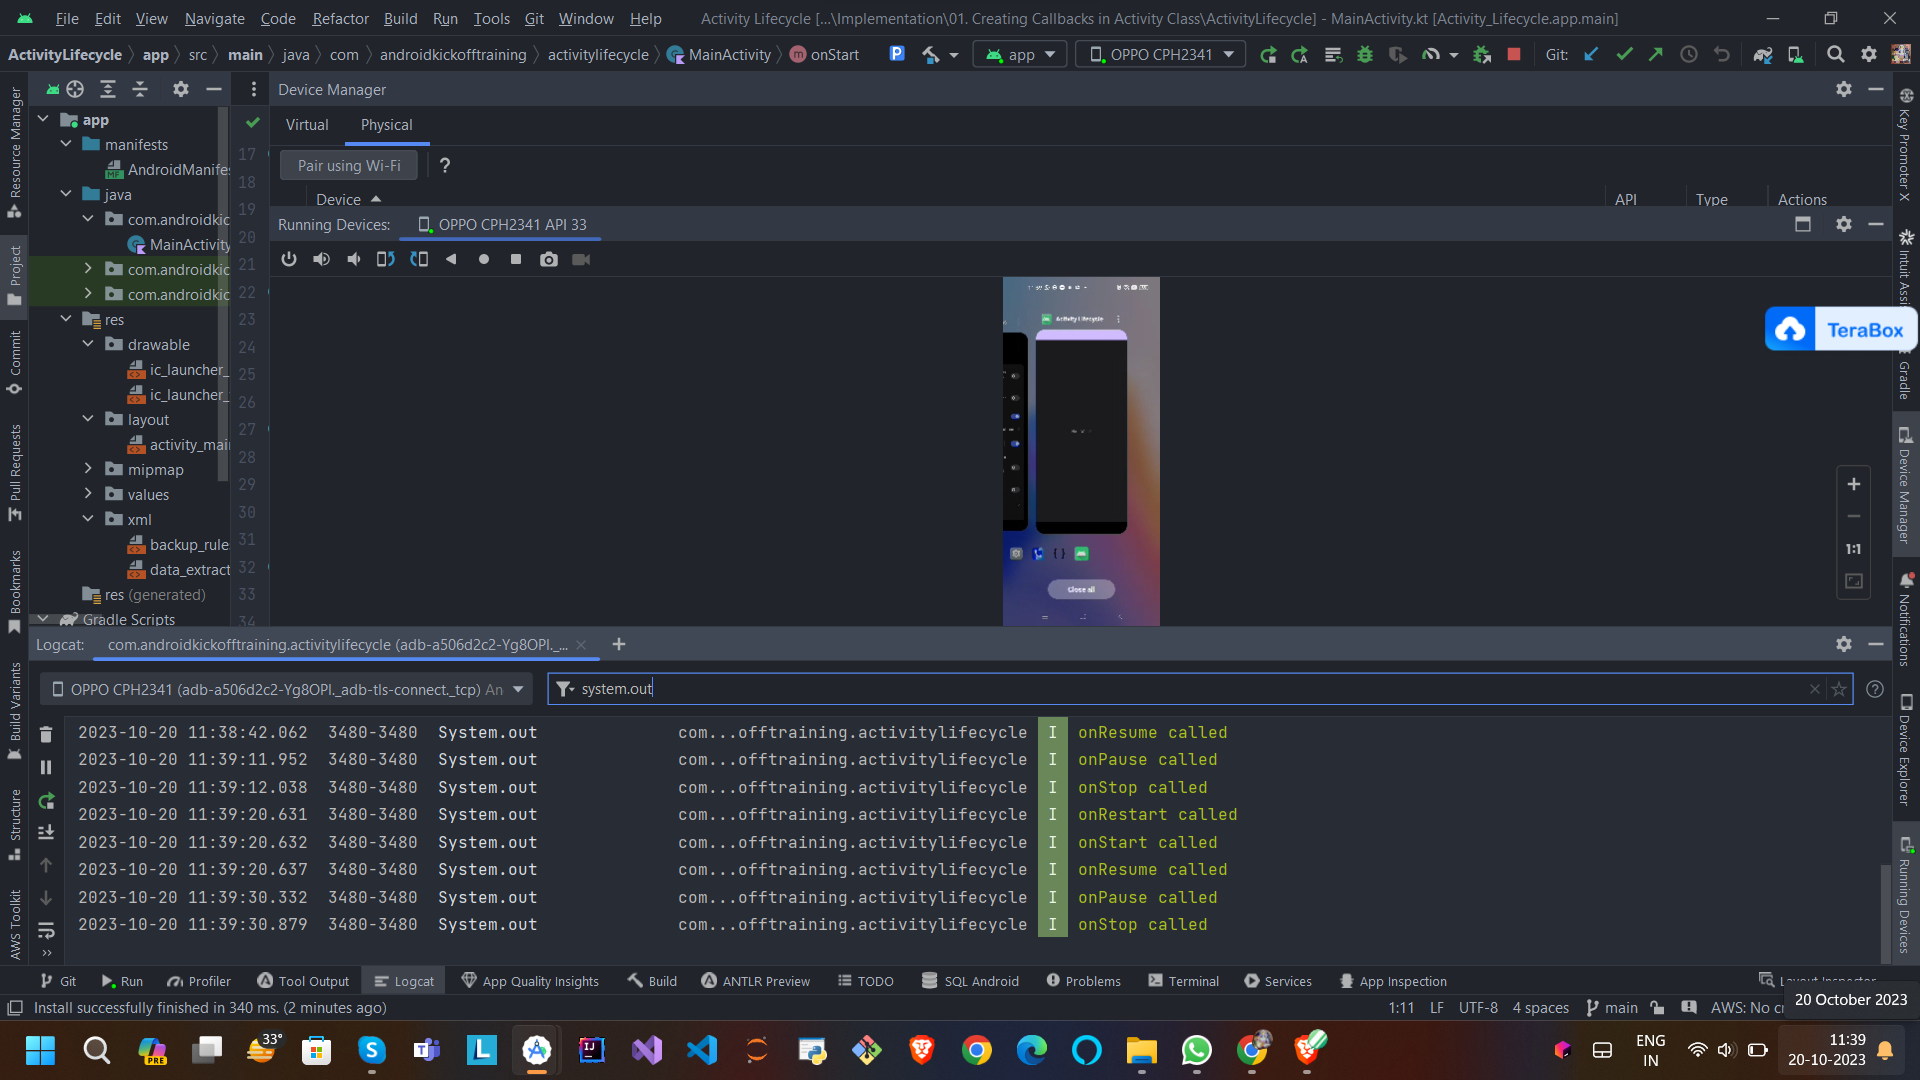 File Edit View Navigate Code Refactor Build Run Tools Git Window Help
Activity Lifecycle [...\Implementation\01. Creating Callbacks in Activity Class\ActivityLifecycle] - MainActivity.kt [Activity_Lifecycle.app.main]
ActivityLifecycle app src main java com androidkickofftraining activitylifecycle MainActivity onStart
app
OPPO CPH2341
Git:
Device Manager
Virtual Physical
Pair using Wi-Fi ?
Device API Type Actions
Running Devices: OPPO CPH2341 API 33
Resource Manager
Project
Commit
Pull Requests
Bookmarks
Build Variants
Structure
AWS Toolkit
app
manifests
AndroidManifes
java
com.androidkic
MainActivity
com.androidkic
com.androidkic
res
drawable
ic_launcher_
ic_launcher_
layout
activity_mai
mipmap
values
xml
backup_rule
data_extract
res (generated)
Gradle Scripts
17
18
19
20
21
22
23
24
25
26
27
28
29
30
31
32
33
34
Activity Lifecycle
Close all
1:1
TeraBox
Key Promoter X
Intuit Assis
Gradle
Device Manager
Notifications
Device Explorer
Running Devices
Logcat: com.androidkickofftraining.activitylifecycle (adb-a506d2c2-Yg8OPl._...
OPPO CPH2341 (adb-a506d2c2-Yg8OPl._adb-tls-connect._tcp) An
system.out
2023-10-20 11:38:42.062 3480-3480 System.out com...offtraining.activitylifecycle I onResume called
2023-10-20 11:39:11.952 3480-3480 System.out com...offtraining.activitylifecycle I onPause called
2023-10-20 11:39:12.038 3480-3480 System.out com...offtraining.activitylifecycle I onStop called
2023-10-20 11:39:20.631 3480-3480 System.out com...offtraining.activitylifecycle I onRestart called
2023-10-20 11:39:20.632 3480-3480 System.out com...offtraining.activitylifecycle I onStart called
2023-10-20 11:39:20.637 3480-3480 System.out com...offtraining.activitylifecycle I onResume called
2023-10-20 11:39:30.332 3480-3480 System.out com...offtraining.activitylifecycle I onPause called
2023-10-20 11:39:30.879 3480-3480 System.out com...offtraining.activitylifecycle I onStop called
Git Run Profiler Tool Output Logcat App Quality Insights Build ANTLR Preview TODO SQL Android Problems Terminal Services App Inspection Layout Inspector
Install successfully finished in 340 ms. (2 minutes ago)
1:11 LF UTF-8 4 spaces main AWS: No c
20 October 2023
PRE
33°
ENG
IN
11:39
20-10-2023